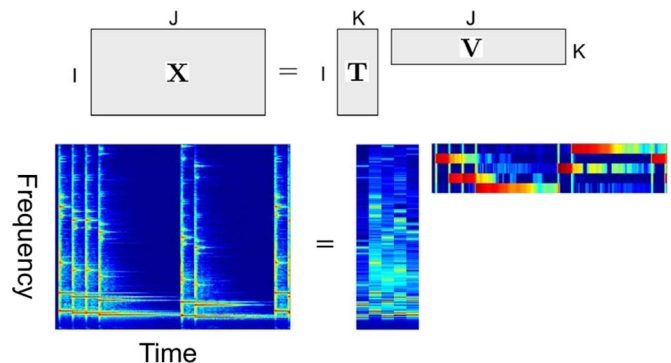 J
K
J
I
X
=
I
T
V
K
Frequency
=
Time